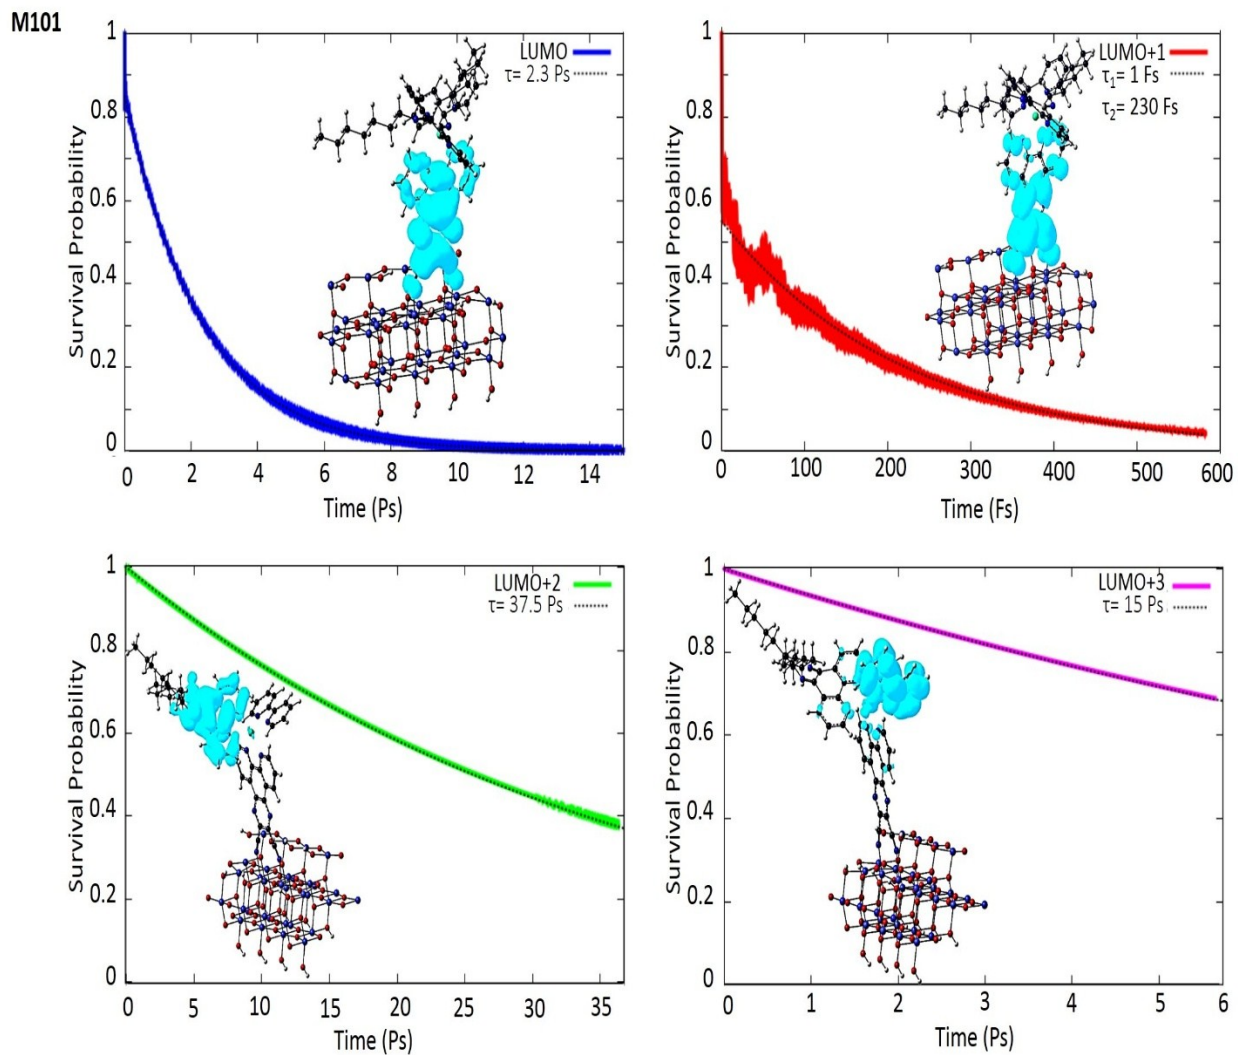 M101
1
0.8
0.6
0.4
0.2
0
Survival Probability
LUMO
τ= 2.3 Ps
0 2 4 6 8 10 12 14
Time (Ps)
1
0.8
0.6
0.4
0.2
0
Survival Probability
LUMO+1
τ1= 1 Fs
τ2= 230 Fs
0 100 200 300 400 500 600
Time (Fs)
1
0.8
0.6
0.4
0.2
0
Survival Probability
LUMO+2
τ= 37.5 Ps
0 5 10 15 20 25 30 35
Time (Ps)
1
0.8
0.6
0.4
0.2
0
Survival Probability
LUMO+3
τ= 15 Ps
0 1 2 3 4 5 6
Time (Ps)